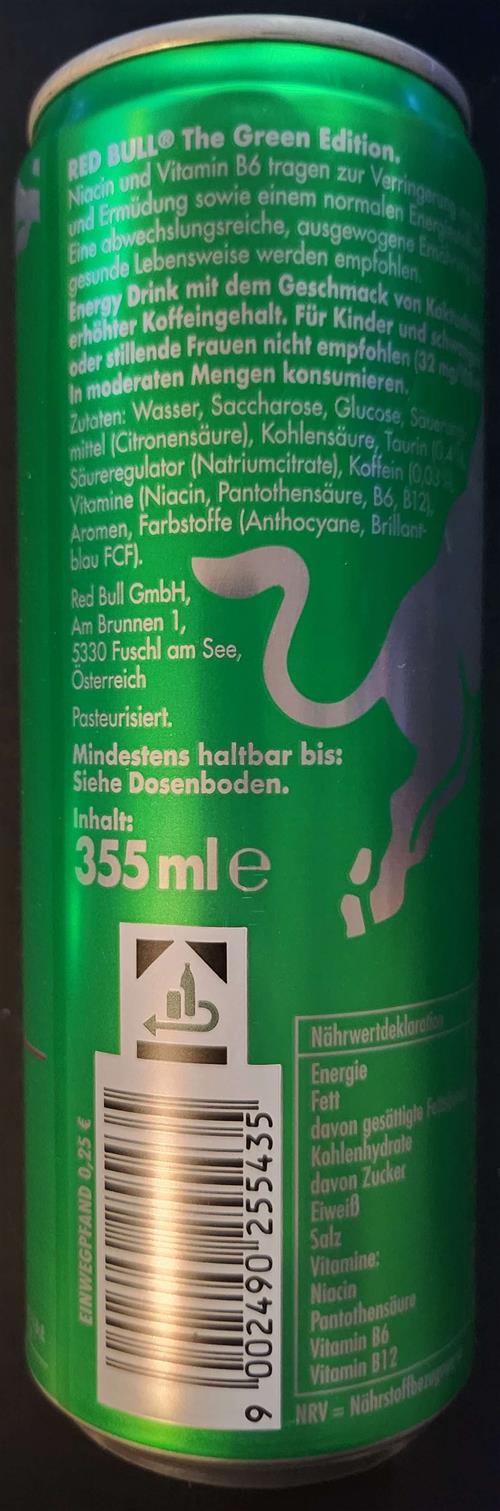 RED BULL® The Green Edition.
Niacin und Vitamin B6 tragen zur Verringerung
und Ermüdung sowie einem normalen
Eine abwechslungsreiche, ausgewogene
gesunde Lebensweise werden empfohlen.
Energy Drink mit dem Geschmack von
erhöhter Koffeingehalt. Für Kinder und
oder stillende Frauen nicht empfohlen (32
In moderaten Mengen konsumieren.
Zutaten: Wasser, Saccharose, Glucose,
mittel (Citronensäure), Kohlensäure, Taurin
Säureregulator (Natriumcitrate), Koffein
Vitamine (Niacin, Pantothensäure, B6, B12),
Aromen, Farbstoffe (Anthocyane, Brillant-
blau FCF).
Red Bull GmbH,
Am Brunnen 1,
5330 Fuschl am See,
Österreich
Pasteurisiert.
Mindestens haltbar bis:
Siehe Dosenboden.
Inhalt:
355 ml e
EINWEGPFAND 0,25 €
9 002490 255435
Nährwertdeklaration
Energie
Fett
davon gesättigte
Kohlenhydrate
davon Zucker
Eiweiß
Salz
Vitamine:
Niacin
Pantothensäure
Vitamin B6
Vitamin B12
NRV =